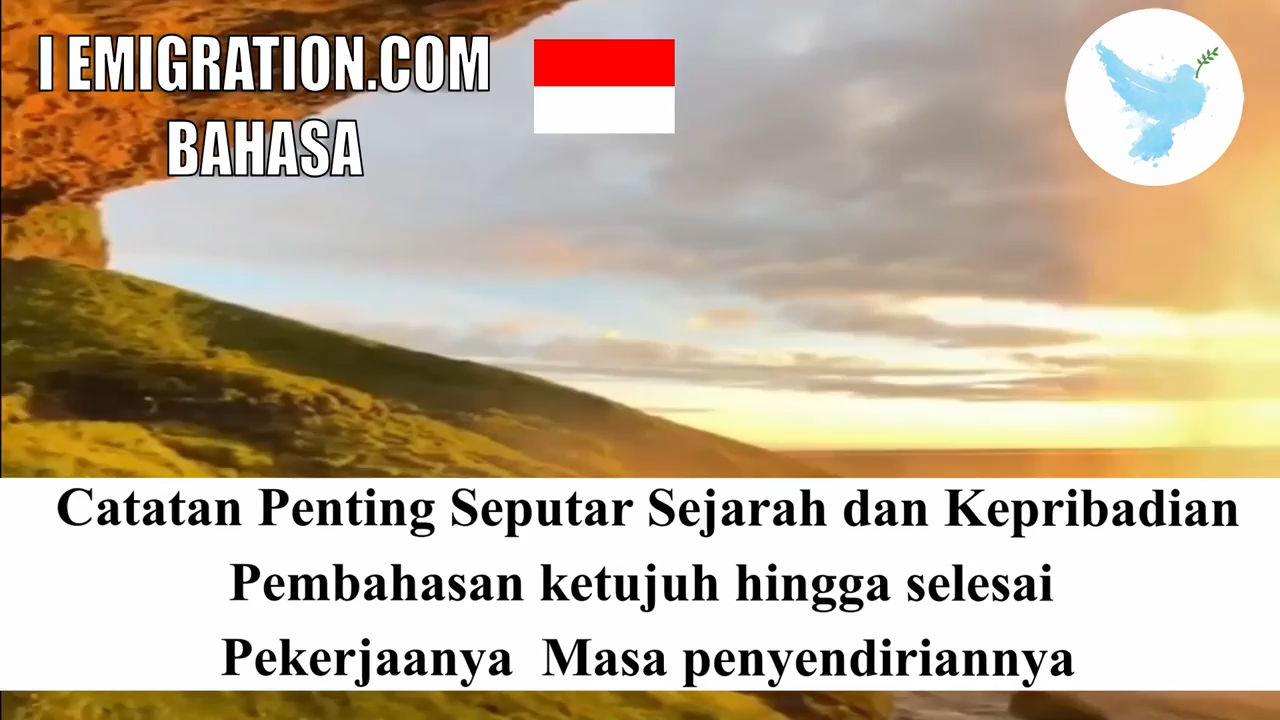 I EMIGRATION.COM
BAHASA
Catatan Penting Seputar Sejarah dan Kepribadian
Pembahasan ketujuh hingga selesai
Pekerjaanya Masa penyendiriannya